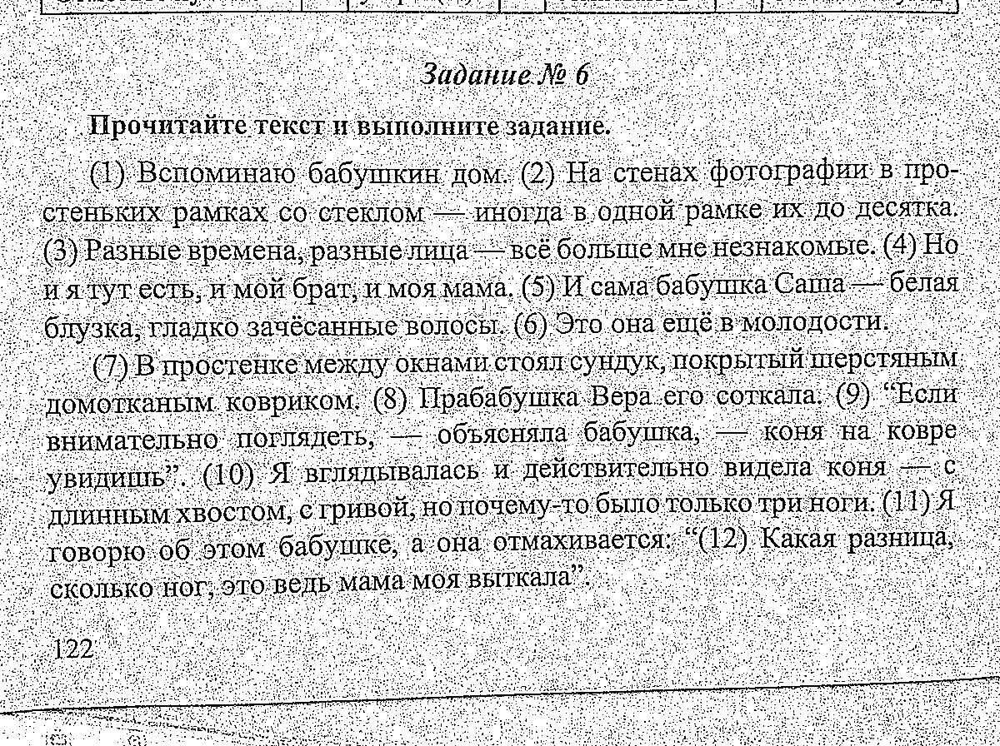 Задание № 6
Прочитайте текст и выполните задание.
(1) Вспоминаю бабушкин дом. (2) На стенах фотографии в про-
стеньких рамках со стеклом — иногда в одной рамке их до десятка.
(3) Разные времена, разные лица — всё больше мне незнакомые. (4) Но
и я тут есть, и мой брат, и моя мама. (5) И сама бабушка Саша — белая
блузка, гладко зачёсанные волосы. (6) Это она ещё в молодости.
(7) В простенке между окнами стоял сундук, покрытый шерстяным
домотканым ковриком. (8) Прабабушка Вера его соткала. (9) “Если
внимательно поглядеть, — объясняла бабушка, — коня на ковре
увидишь”. (10) Я вглядывалась и действительно видела коня — с
длинным хвостом, с гривой, но почему-то было только три ноги. (11) Я
говорю об этом бабушке, а она отмахивается: “(12) Какая разница,
сколько ног, это ведь мама моя выткала”.
122